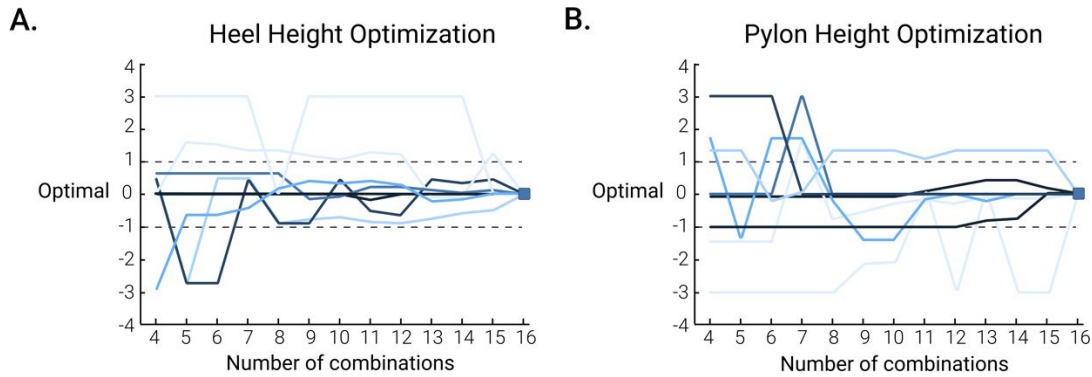 A.
Heel Height Optimization
4
3
2
1
Optimal 0
-1
-2
-3
-4
4 5 6 7 8 9 10 11 12 13 14 15 16
Number of combinations
B.
Pylon Height Optimization
4
3
2
1
Optimal 0
-1
-2
-3
-4
4 5 6 7 8 9 10 11 12 13 14 15 16
Number of combinations